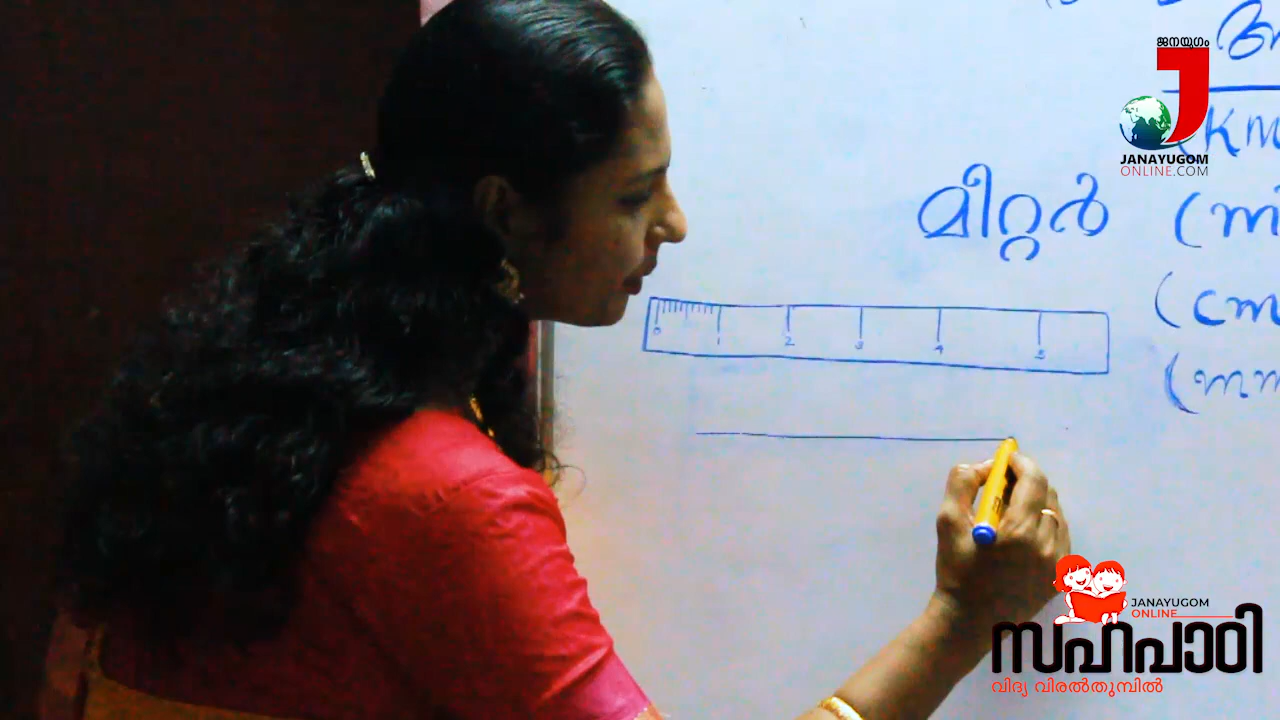 ജനയുഗം
J
JANAYUGOM
ONLINE.COM
(Km
മീറ്റർ (m
(cm
(mm
0 1 2 3 4 5
JANAYUGOM
ONLINE
സഹപാഠി
വിദ്യ വിരൽതുമ്പിൽ